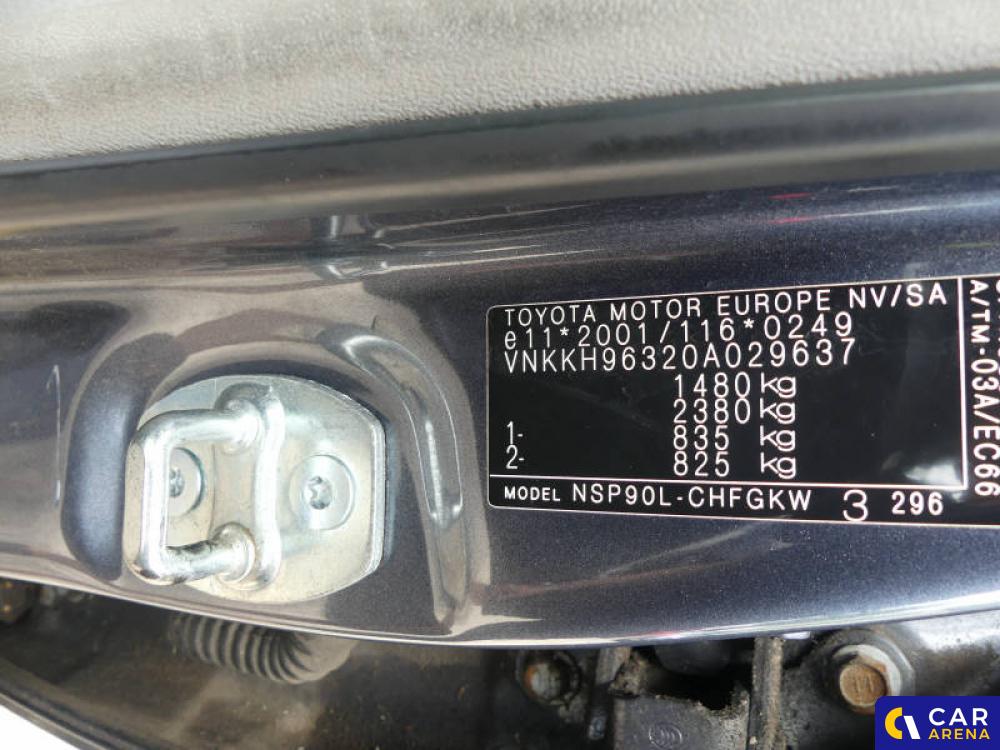 TOYOTA MOTOR EUROPE NV/SA
e11*2001/116*0249
VNKKH96320A029637
1480 kg
2380 kg
1- 835 kg
2- 825 kg
MODEL NSP90L-CHFGKW 3 296
A/TM-03A/EC66
CAR
ARENA